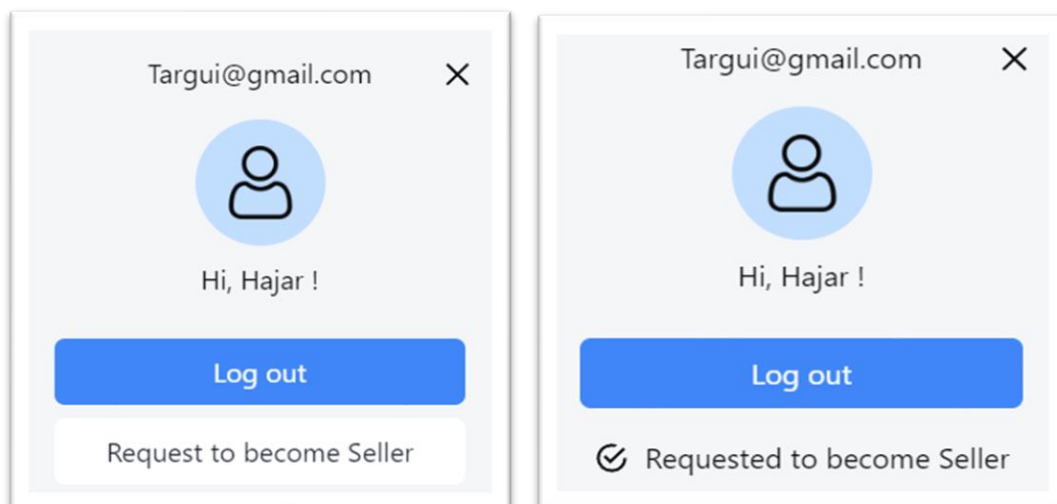 Targui@gmail.com
Hi, Hajar !
Log out
Request to become Seller
Targui@gmail.com
Hi, Hajar !
Log out
Requested to become Seller